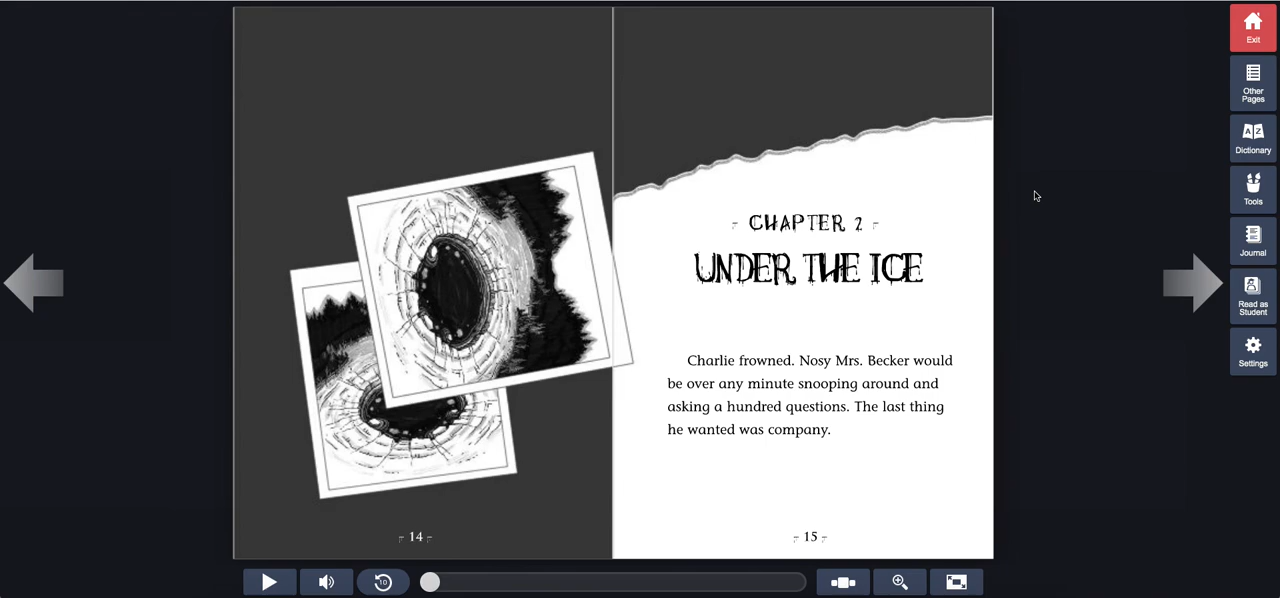 - CHAPTER 2 -
UNDER THE ICE
Charlie frowned. Nosy Mrs. Becker would
be over any minute snooping around and
asking a hundred questions. The last thing
he wanted was company.
- 14 -
- 15 -
10
Exit
Other
Pages
A Z
Dictionary
Tools
Journal
Read as
Student
Settings